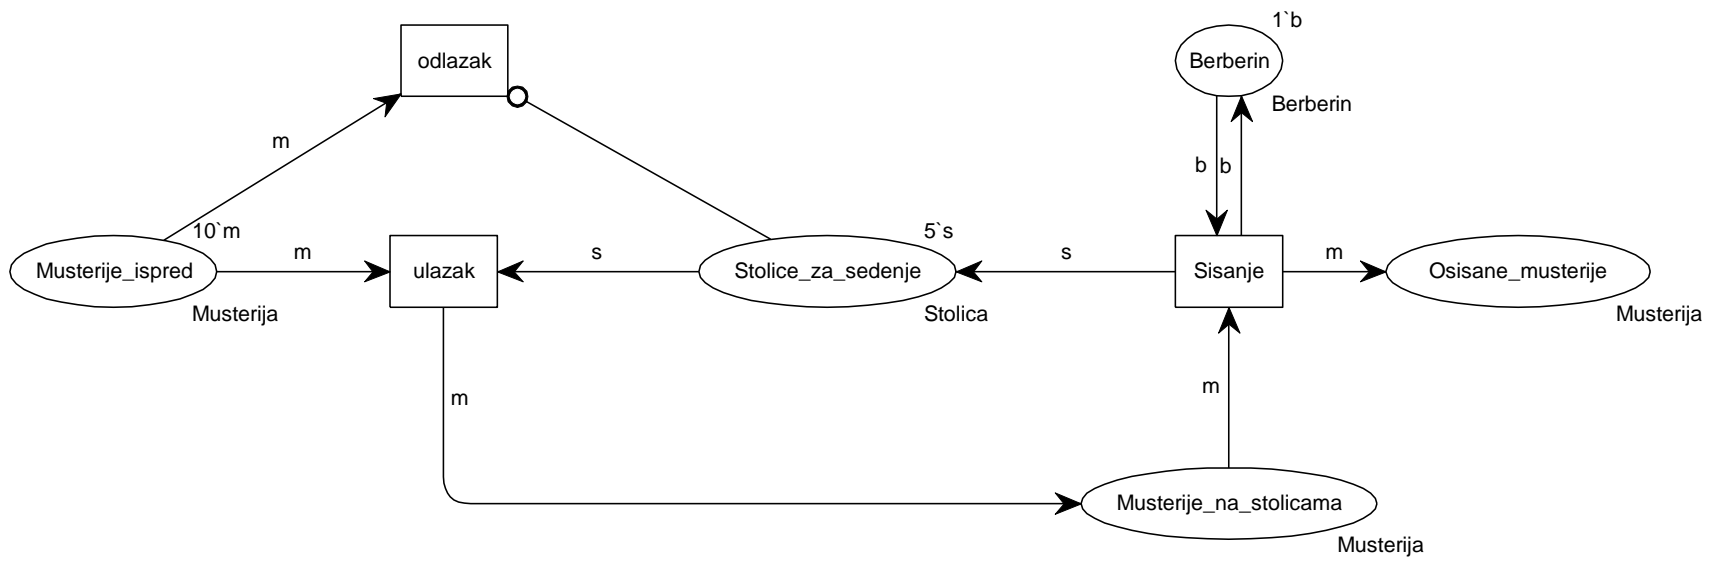 1`b
odlazak
Berberin
Berberin
m
b
b
10`m
5`s
m
s
s
m
Musterije_ispred
ulazak
Stolice_za_sedenje
Sisanje
Osisane_musterije
Musterija
Stolica
Musterija
m
m
Musterije_na_stolicama
Musterija